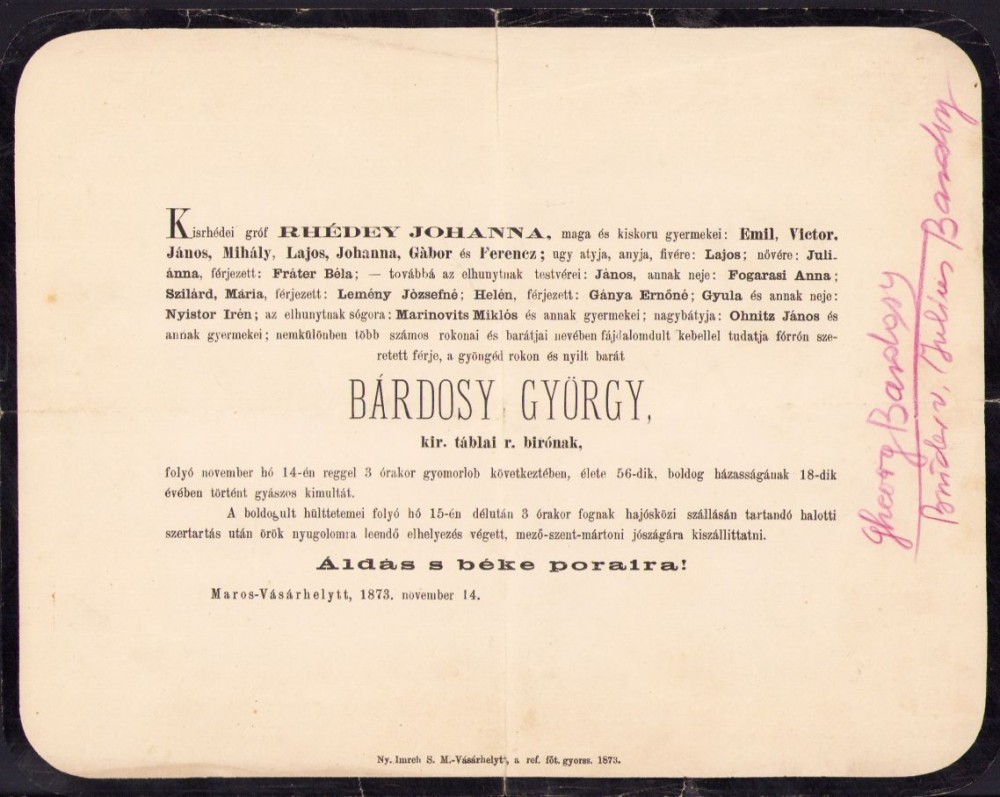 Kisrhédei gróf RHÉDEY JOHANNA, maga és kiskoru gyermekei: Emil, Victor,
János, Mihály, Lajos, Johanna, Gàbor és Ferencz; ugy atyja, anyja, fivére: Lajos; nővére: Juli-
ánna, férjezett: Fráter Béla; — továbbá az elhunytnak testvérei: János, annak neje: Fogarasi Anna;
Szilárd, Mária, férjezett: Lemény Józsefné; Helén, férjezett: Gánya Ernőné; Gyula és annak neje:
Nyistor Irén; az elhunytnak sógora: Marinovits Miklós és annak gyermekei; nagybátyja: Ohnitz János és
annak gyermekei; nemkülönben több számos rokonai és barátjai nevében fájdalomdult kebellel tudatja fórrón sze-
retett férje, a gyöngéd rokon és nyilt barát
BÁRDOSY GYÖRGY,
kir. táblai r. birónak,
folyó november hó 14-én reggel 3 órakor gyomorlob következtében, élete 56-dik, boldog házasságának 18-dik
évében történt gyászos kimultát.
A boldogult hülttetemei folyó hó 15-én délután 3 órakor fognak hajósközi szállásán tartandó halotti
szertartás után örök nyugolomra leendő elhelyezés végett, mező-szent-mártoni jószágára kiszállittatni.
Áldás s béke poraira!
Maros-Vásárhelytt, 1873. november 14.
Ny. Imreh S. M.-Vásárhelytt, a ref. főt. gyorss. 1873.
Gheorg Bardosy
Bruder v. Julius Bardosy